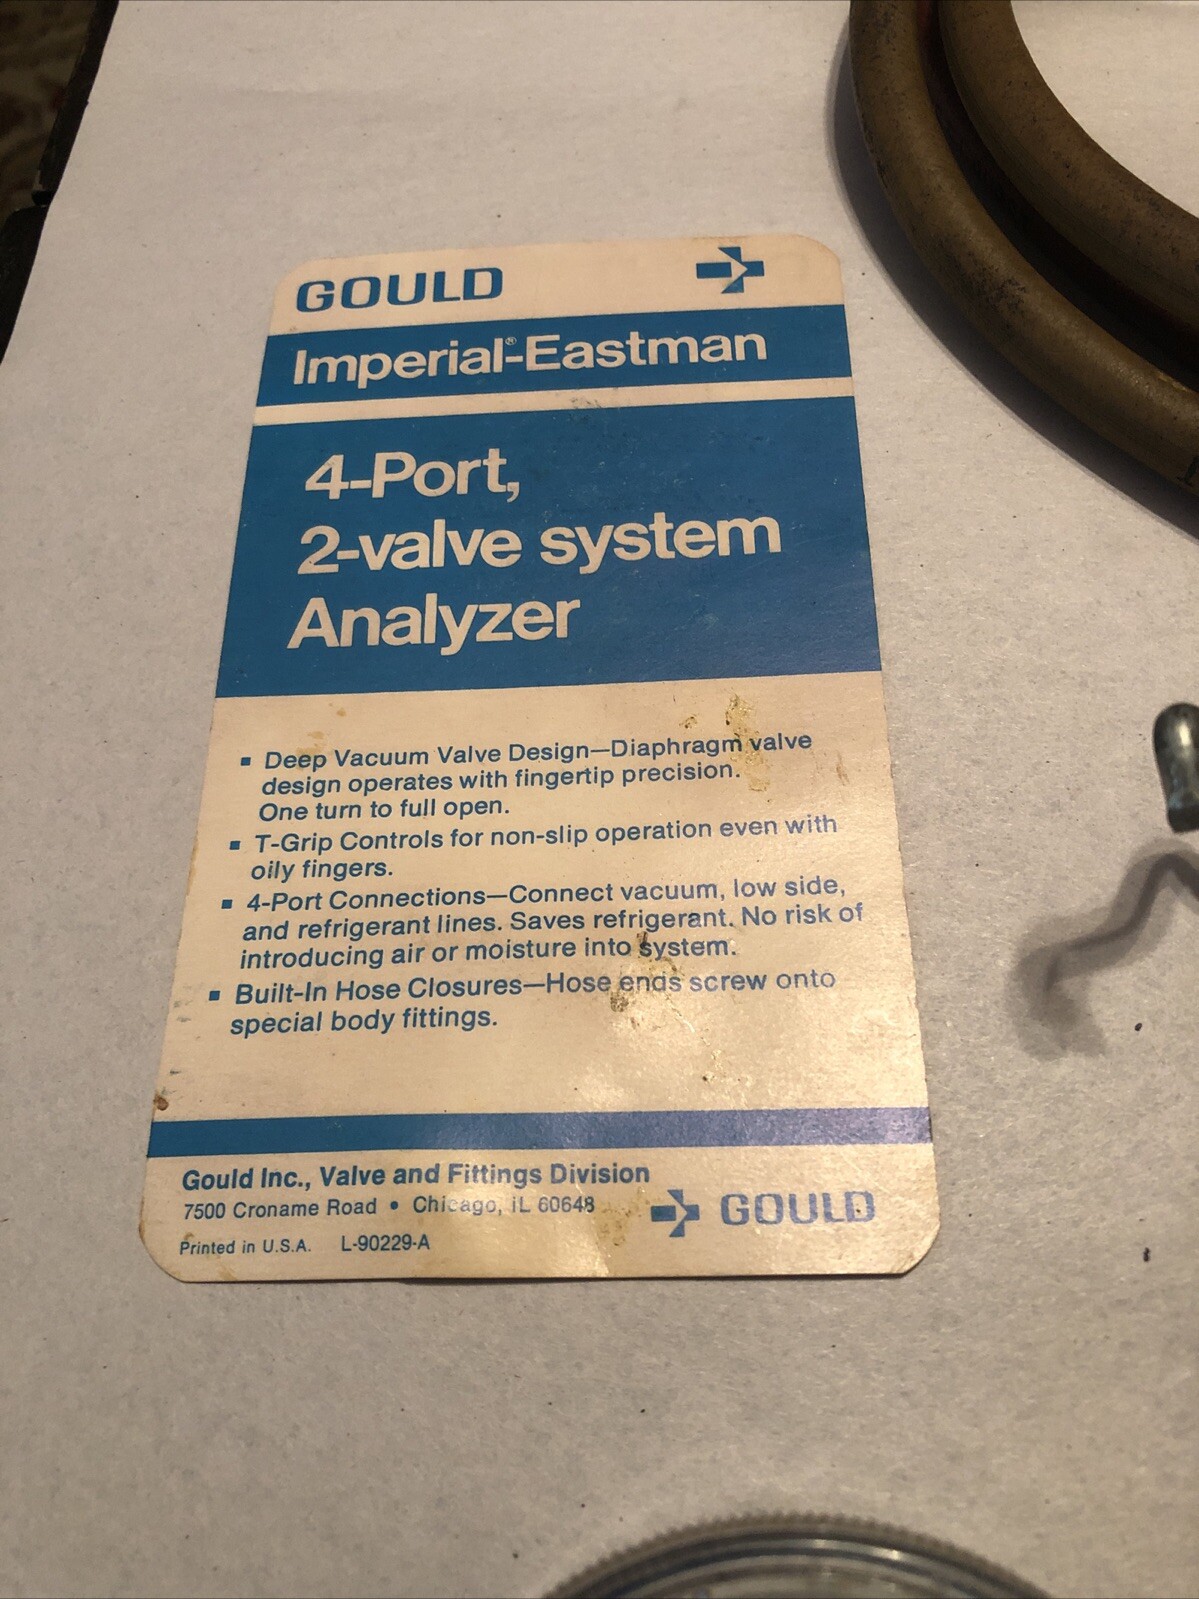 GOULD
Imperial®-Eastman
4-Port,
2-valve system
Analyzer
▪ Deep Vacuum Valve Design—Diaphragm valve
design operates with fingertip precision.
One turn to full open.
▪ T-Grip Controls for non-slip operation even with
oily fingers.
▪ 4-Port Connections—Connect vacuum, low side,
and refrigerant lines. Saves refrigerant. No risk of
introducing air or moisture into system.
▪ Built-In Hose Closures—Hose ends screw onto
special body fittings.
Gould Inc., Valve and Fittings Division
7500 Croname Road • Chicago, IL 60648
GOULD
Printed in U.S.A. L-90229-A